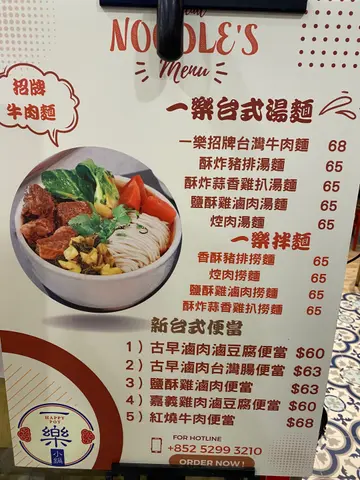 NOODLE'S
Menu
招牌
牛肉麵
一樂台式湯麵
一樂招牌台灣牛肉麵 68
酥炸豬排湯麵 65
酥炸蒜香雞扒湯麵 65
鹽酥雞滷肉湯麵 65
焢肉湯麵 65
一樂拌麵
香酥豬排撈麵 65
焢肉撈麵 65
鹽酥雞滷肉撈麵 65
酥炸蒜香雞扒撈麵 65
新台式便當
1）古早滷肉滷豆腐便當 $60
2）古早滷肉台灣腸便當 $63
3）鹽酥雞滷肉便當 $63
4）嘉義雞肉滷豆腐便當 $60
5）紅燒牛肉便當 $68
HAPPY
POT
樂
小鍋
FOR HOTLINE
+852 5299 3210
ORDER NOW!